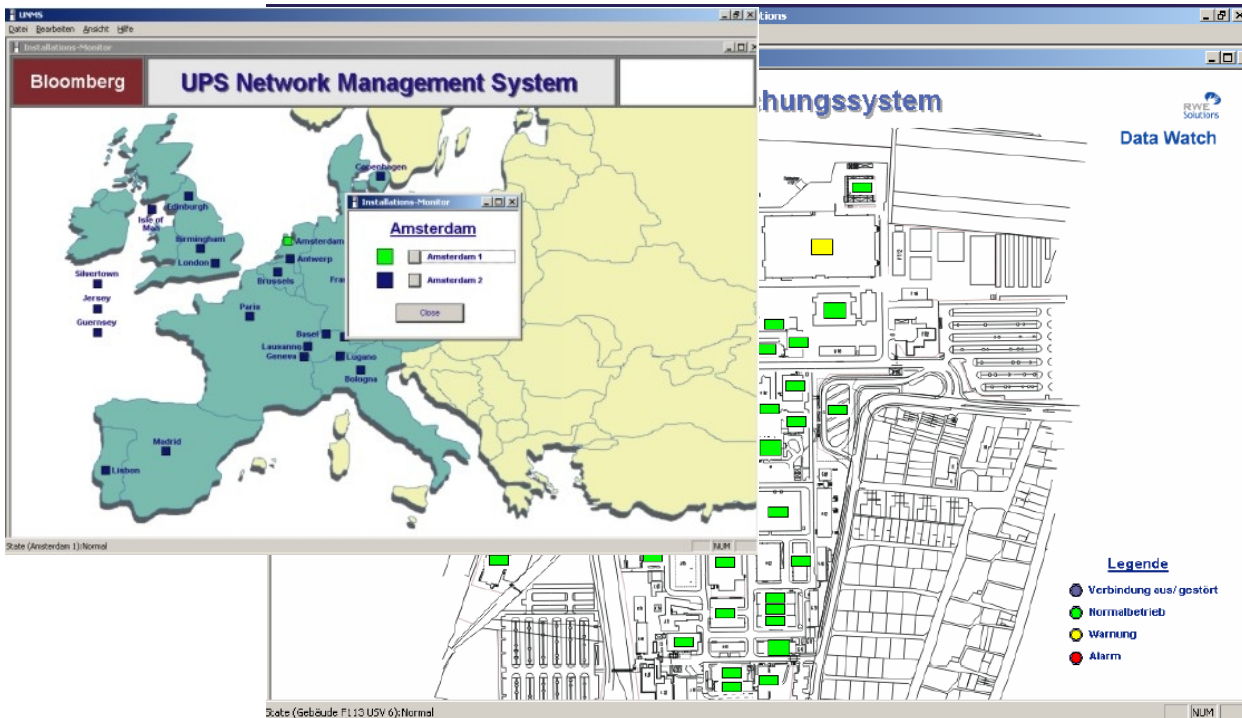 UNMS
Datei Bearbeiten Ansicht Hilfe
Installations-Monitor
Bloomberg
UPS Network Management System
Copenhagen
Edinburgh
Isle of
Man
Birmingham
London
Amsterdam
Antwerp
Brussels
Fra
Silvertown
Jersey
Guernsey
Paris
Basel
Lausanne
Geneva
Lugano
Bologna
Madrid
Lisbon
Installations-Monitor
Amsterdam
Amsterdam 1
Amsterdam 2
Close
State (Amsterdam 1):Normal
NUM
tions
hungssystem
RWE
Solutions
Data Watch
Legende
Verbindung aus/gestört
Normalbetrieb
Warnung
Alarm
State (Gebäude F113 USV 6):Normal
NUM